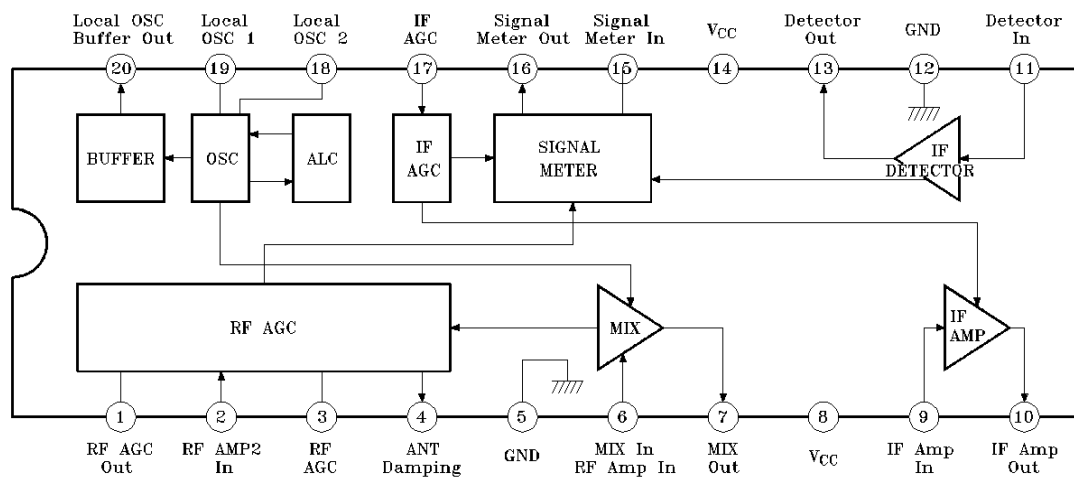 Local OSC
Buffer Out
Local
OSC 1
Local
OSC 2
IF
AGC
Signal
Meter Out
Signal
Meter In
VCC
Detector
Out
GND
Detector
In
20
19
18
17
16
15
14
13
12
11
BUFFER
OSC
ALC
IF
AGC
SIGNAL
METER
IF
DETECTOR
RF AGC
MIX
IF
AMP
1
2
3
4
5
6
7
8
9
10
RF AGC
Out
RF AMP2
In
RF
AGC
ANT
Damping
GND
MIX In
RF Amp In
MIX
Out
VCC
IF Amp
In
IF Amp
Out